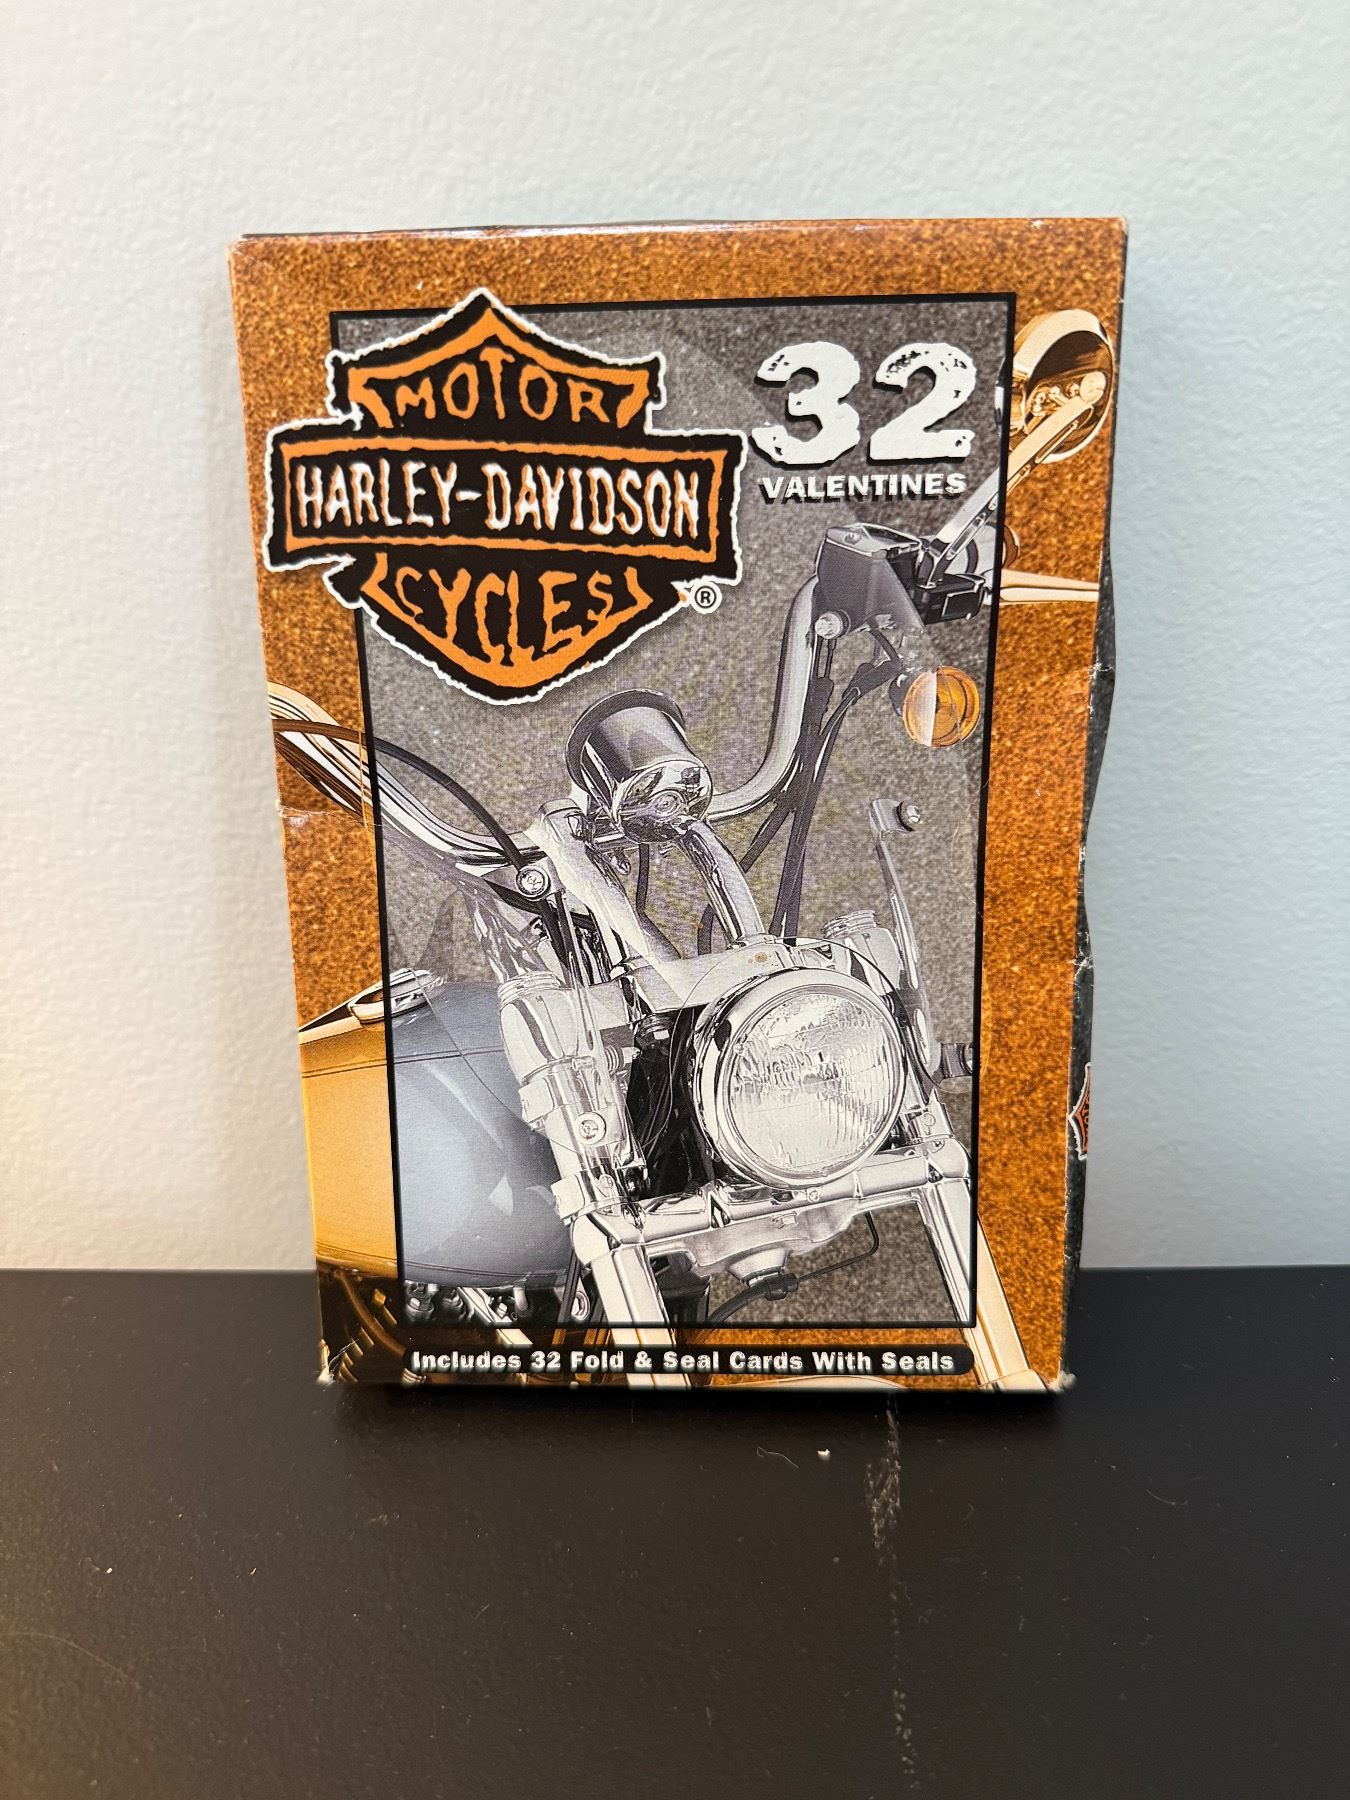 MOTOR
HARLEY-DAVIDSON
CYCLES
®
32
VALENTINES
Includes 32 Fold & Seal Cards With Seals